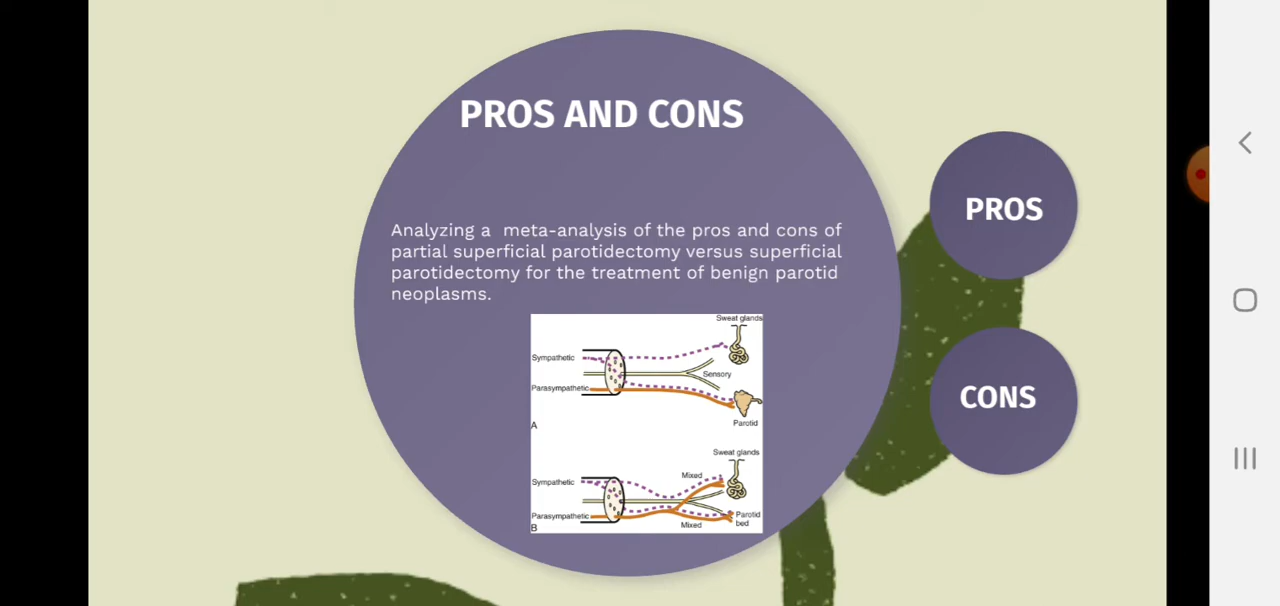 PROS AND CONS
Analyzing a meta-analysis of the pros and cons of
partial superficial parotidectomy versus superficial
parotidectomy for the treatment of benign parotid
neoplasms.
Sweat glands
Sympathetic
Sensory
Parasympathetic
Parotid
A
Sweat glands
Mixed
Sympathetic
Parasympathetic
Parotid
bed
Mixed
B
PROS
CONS